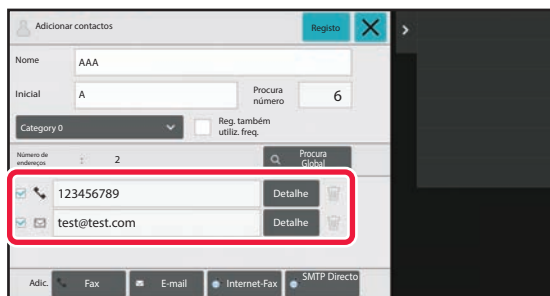 Adicionar contactos
Registo
Nome
AAA
Inicial
A
Procura
número
6
Category 0
Reg. também
utiliz. freq.
Número de
endereços
:
2
Procura
Global
123456789
Detalhe
test@test.com
Detalhe
Adic.
Fax
E-mail
Internet-Fax
SMTP Directo